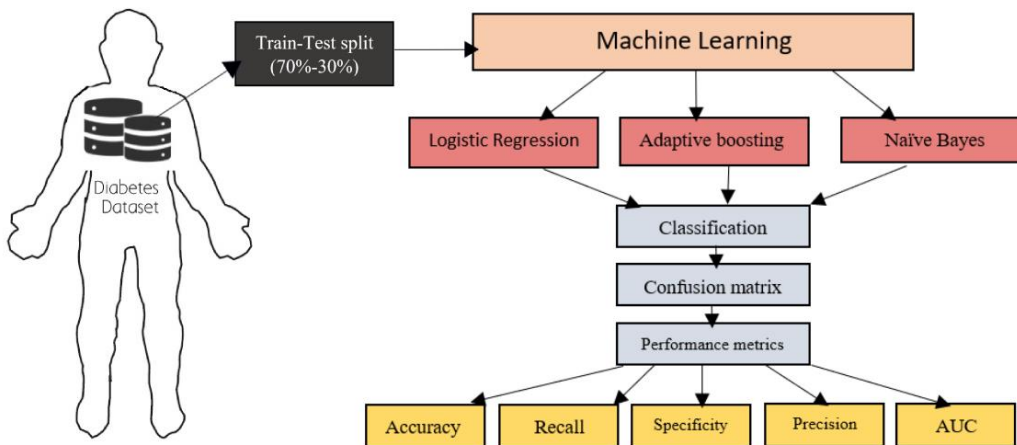 Train-Test split
(70%-30%)
Machine Learning
Diabetes
Dataset
Logistic Regression
Adaptive boosting
Naïve Bayes
Classification
Confusion matrix
Performance metrics
Accuracy
Recall
Specificity
Precision
AUC